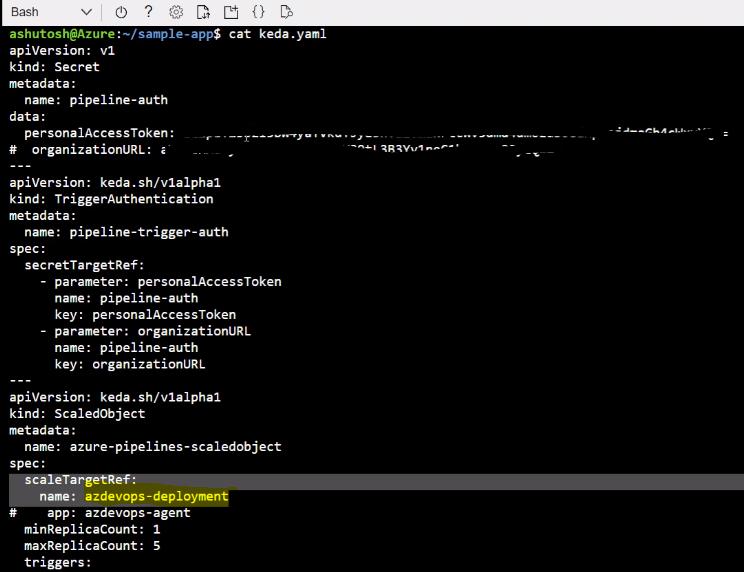 Bash
ashutosh@Azure:~/sample-app$ cat keda.yaml
apiVersion: v1
kind: Secret
metadata:
  name: pipeline-auth
data:
  personalAccessToken:
#  organizationURL:
---
apiVersion: keda.sh/v1alpha1
kind: TriggerAuthentication
metadata:
  name: pipeline-trigger-auth
spec:
  secretTargetRef:
    - parameter: personalAccessToken
      name: pipeline-auth
      key: personalAccessToken
    - parameter: organizationURL
      name: pipeline-auth
      key: organizationURL
---
apiVersion: keda.sh/v1alpha1
kind: ScaledObject
metadata:
  name: azure-pipelines-scaledobject
spec:
  scaleTargetRef:
    name: azdevops-deployment
#    app: azdevops-agent
  minReplicaCount: 1
  maxReplicaCount: 5
  triggers: